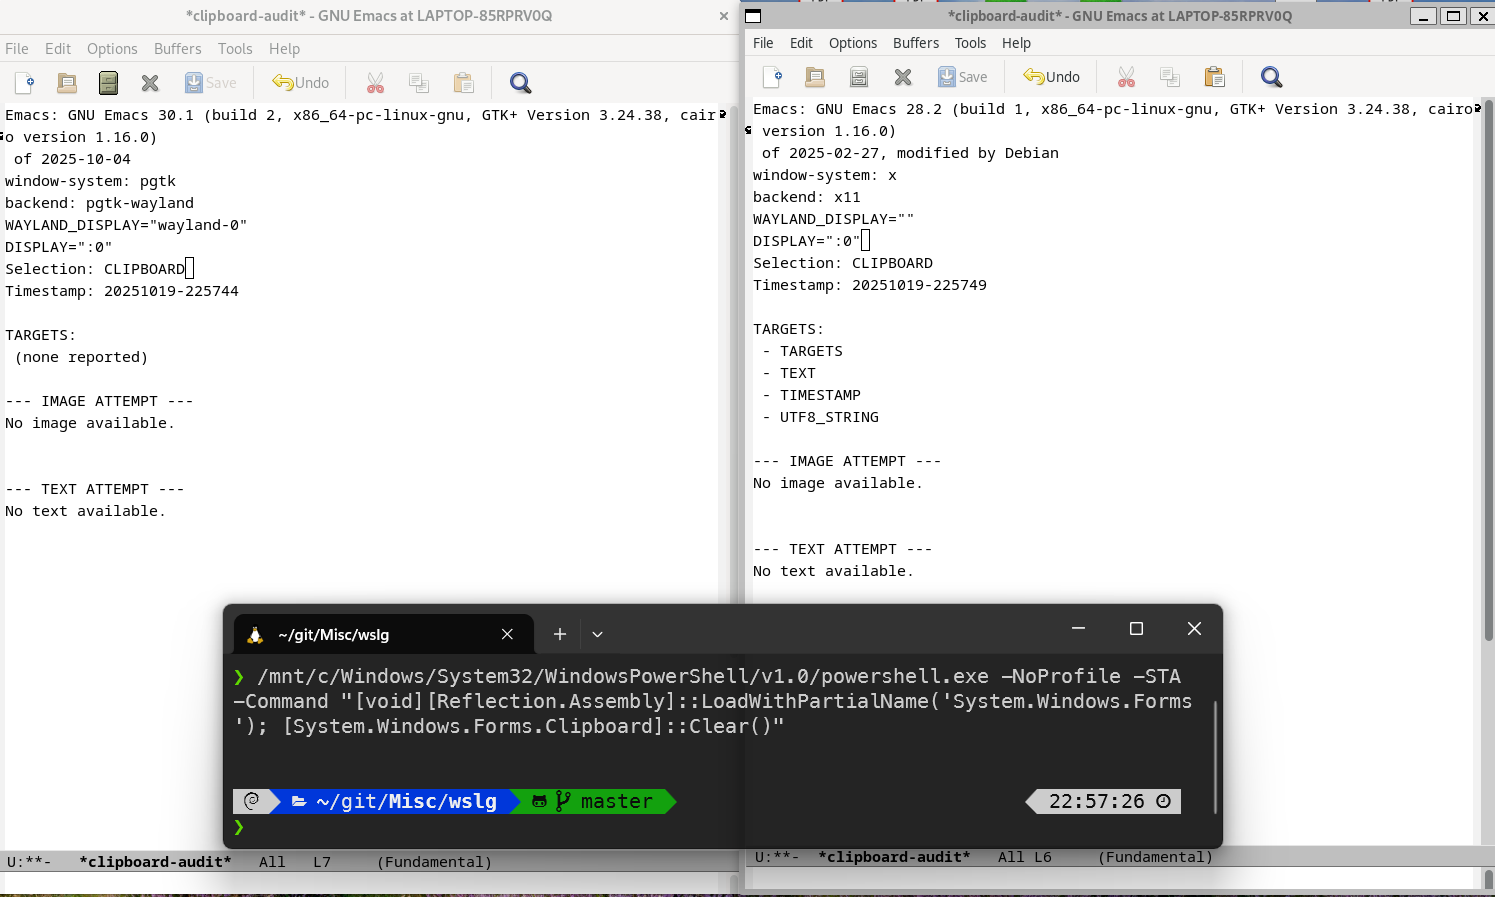 *clipboard-audit* - GNU Emacs at LAPTOP-85RPRV0Q
File Edit Options Buffers Tools Help
Save Undo
Emacs: GNU Emacs 30.1 (build 2, x86_64-pc-linux-gnu, GTK+ Version 3.24.38, cair
o version 1.16.0)
of 2025-10-04
window-system: pgtk
backend: pgtk-wayland
WAYLAND_DISPLAY="wayland-0"
DISPLAY=":0"
Selection: CLIPBOARD
Timestamp: 20251019-225744
TARGETS:
(none reported)
--- IMAGE ATTEMPT ---
No image available.
--- TEXT ATTEMPT ---
No text available.
U:**- *clipboard-audit* All L7 (Fundamental)
*clipboard-audit* - GNU Emacs at LAPTOP-85RPRV0Q
File Edit Options Buffers Tools Help
Save Undo
Emacs: GNU Emacs 28.2 (build 1, x86_64-pc-linux-gnu, GTK+ Version 3.24.38, cairo
version 1.16.0)
of 2025-02-27, modified by Debian
window-system: x
backend: x11
WAYLAND_DISPLAY=""
DISPLAY=":0"
Selection: CLIPBOARD
Timestamp: 20251019-225749
TARGETS:
- TARGETS
- TEXT
- TIMESTAMP
- UTF8_STRING
--- IMAGE ATTEMPT ---
No image available.
--- TEXT ATTEMPT ---
No text available.
U:**- *clipboard-audit* All L6 (Fundamental)
~/git/Misc/wslg
❯ /mnt/c/Windows/System32/WindowsPowerShell/v1.0/powershell.exe -NoProfile -STA
-Command "[void][Reflection.Assembly]::LoadWithPartialName('System.Windows.Forms
'); [System.Windows.Forms.Clipboard]::Clear()"
~/git/Misc/wslg master 22:57:26
❯